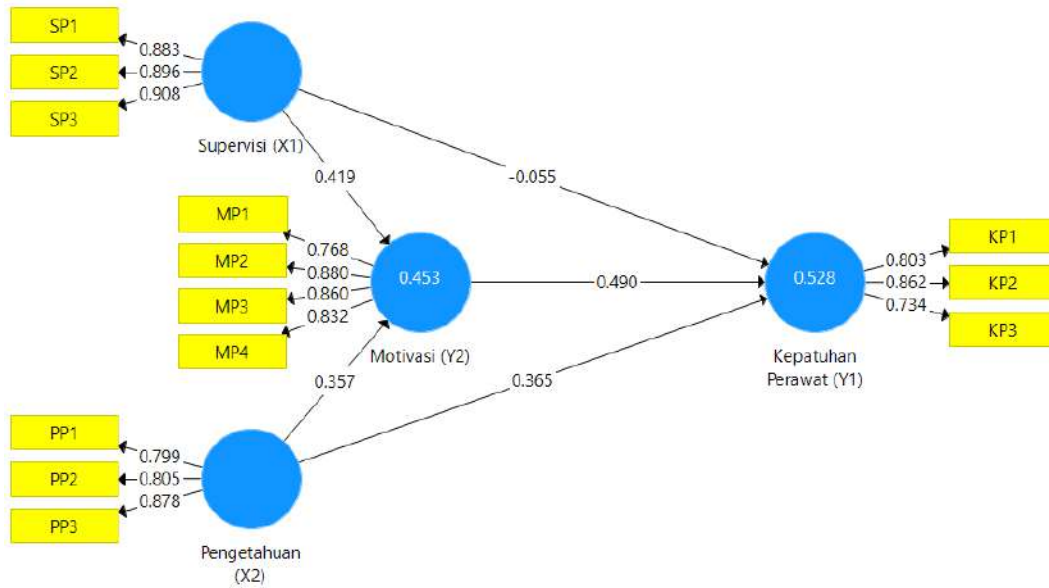 SP1
0.883
SP2
0.896
0.908
SP3
Supervisi (X1)
0.419
-0.055
MP1
0.768
MP2
0.880
0.860
MP3
0.832
MP4
0.453
Motivasi (Y2)
0.490
0.528
Kepatuhan
Perawat (Y1)
KP1
0.803
0.862
KP2
0.734
KP3
0.357
0.365
PP1
0.799
PP2
0.805
0.878
PP3
Pengetahuan
(X2)